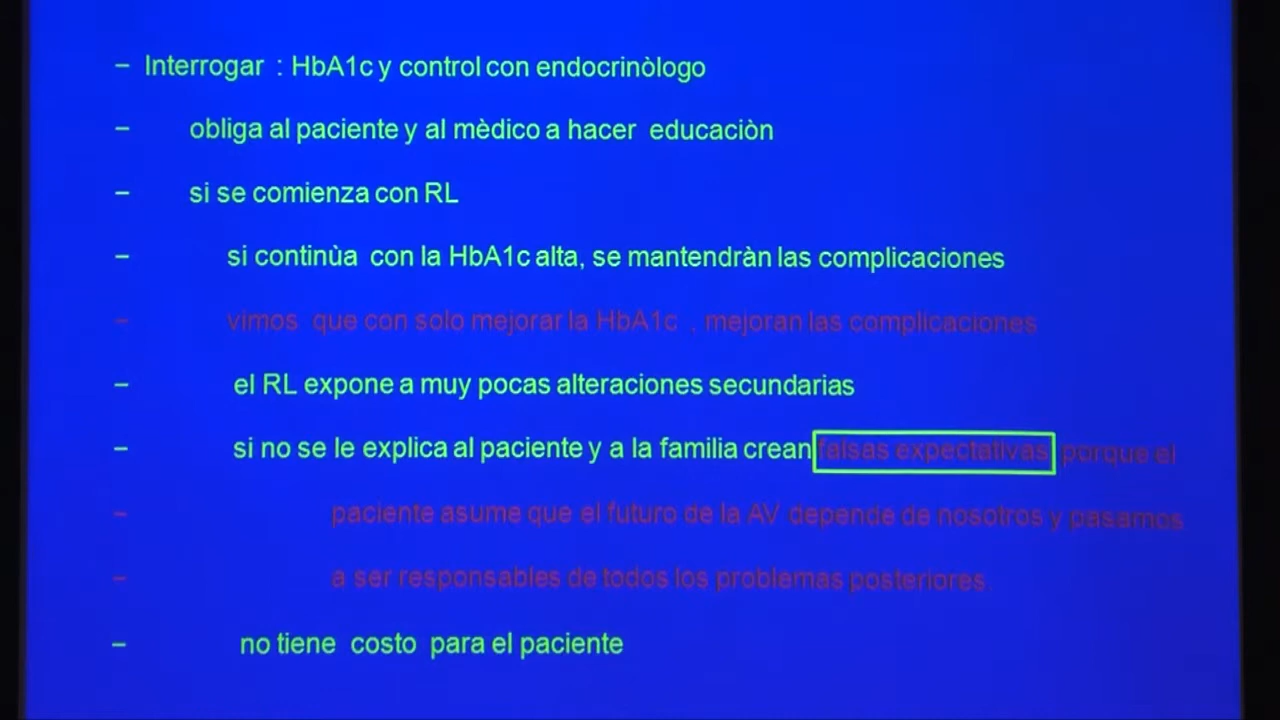 – Interrogar : HbA1c y control con endocrinòlogo
– obliga al paciente y al mèdico a hacer educaciòn
– si se comienza con RL
– si continùa con la HbA1c alta, se mantendràn las complicaciones
– vimos que con solo mejorar la HbA1c , mejoran las complicaciones
– el RL expone a muy pocas alteraciones secundarias
– si no se le explica al paciente y a la familia crean falsas expectativas porque el
– paciente asume que el futuro de la AV depende de nosotros y pasamos
– a ser responsables de todos los problemas posteriores
– no tiene costo para el paciente